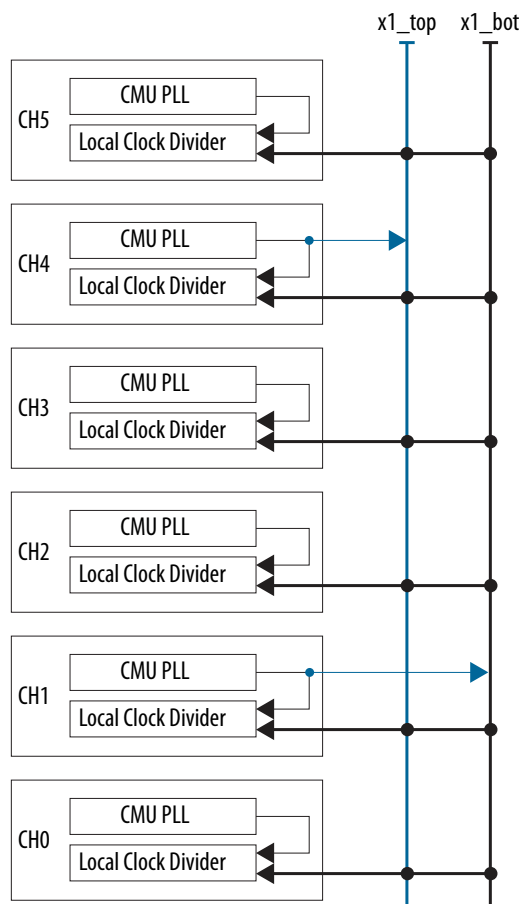 x1_top x1_bot
CMU PLL
CH5
Local Clock Divider
CMU PLL
CH4
Local Clock Divider
CMU PLL
CH3
Local Clock Divider
CMU PLL
CH2
Local Clock Divider
CMU PLL
CH1
Local Clock Divider
CMU PLL
CH0
Local Clock Divider